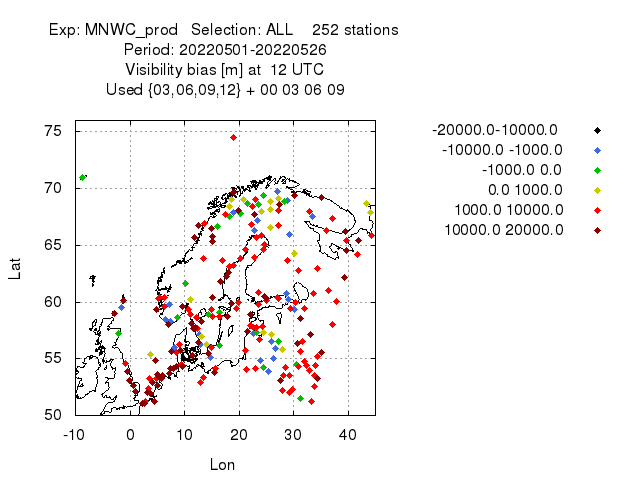 Exp: MNWC_prod Selection: ALL 252 stations
Period: 20220501-20220526
Visibility bias [m] at 12 UTC
Used {03,06,09,12} + 00 03 06 09
-20000.0-10000.0
-10000.0 -1000.0
-1000.0 0.0
0.0 1000.0
1000.0 10000.0
10000.0 20000.0
75
70
65
60
55
50
Lat
-10 0 10 20 30 40
Lon